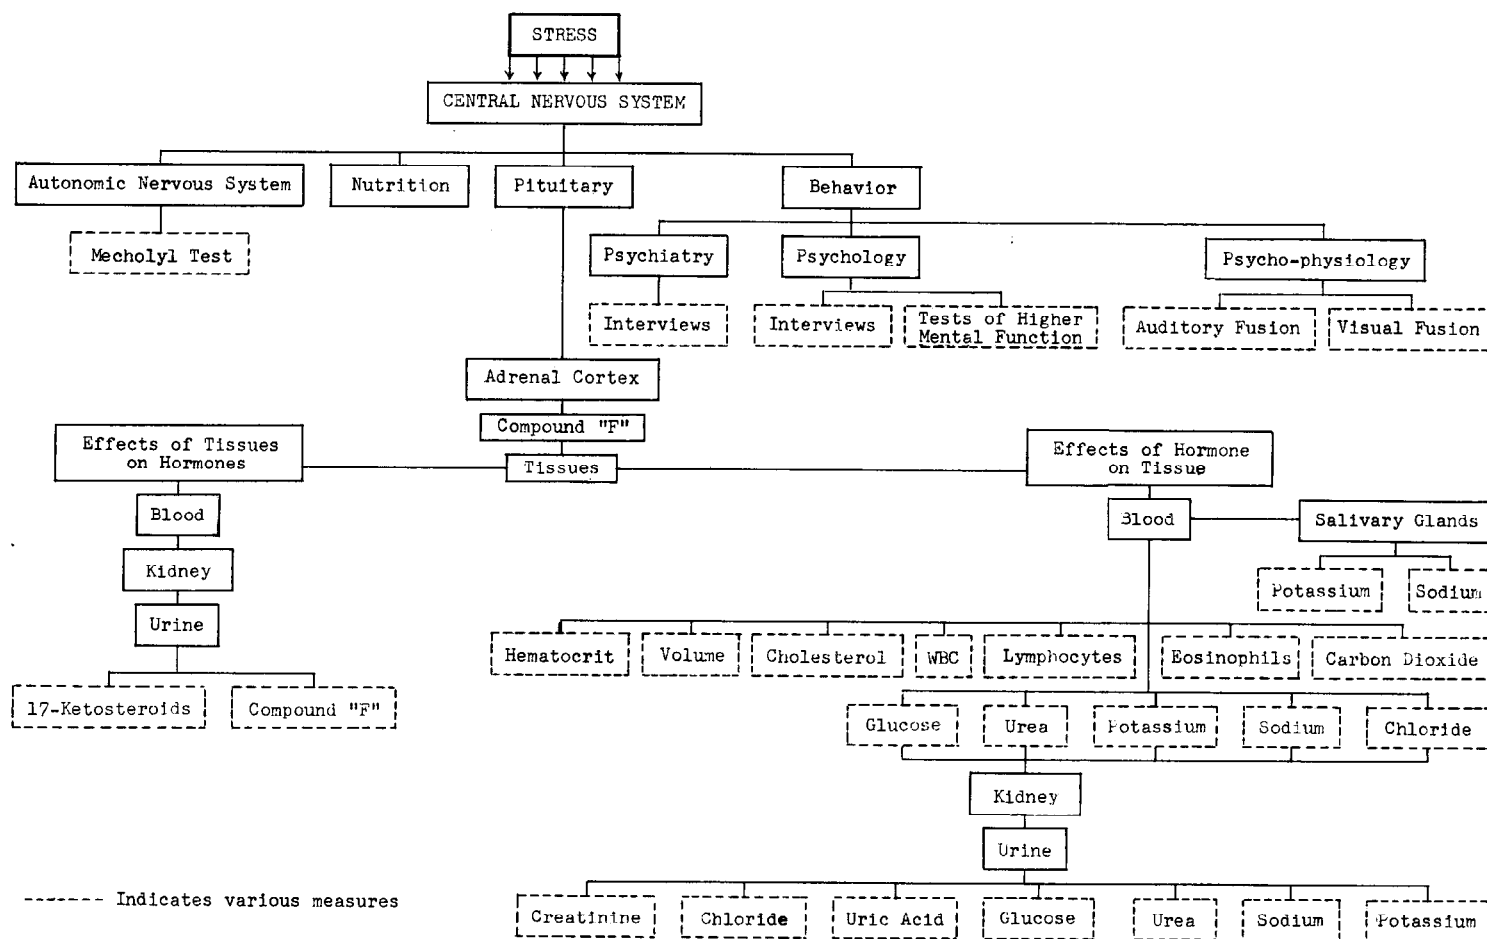 STRESS
CENTRAL NERVOUS SYSTEM
Autonomic Nervous System
Nutrition
Pituitary
Behavior
Mecholyl Test
Psychiatry
Psychology
Psycho-physiology
Interviews
Interviews
Tests of Higher
Mental Function
Auditory Fusion
Visual Fusion
Adrenal Cortex
Compound "F"
Tissues
Effects of Tissues
on Hormones
Effects of Hormone
on Tissue
Blood
Kidney
Urine
17-Ketosteroids
Compound "F"
Blood
Salivary Glands
Potassium
Sodium
Hematocrit
Volume
Cholesterol
WBC
Lymphocytes
Eosinophils
Carbon Dioxide
Glucose
Urea
Potassium
Sodium
Chloride
Kidney
Urine
Creatinine
Chloride
Uric Acid
Glucose
Urea
Sodium
Potassium
------- Indicates various measures